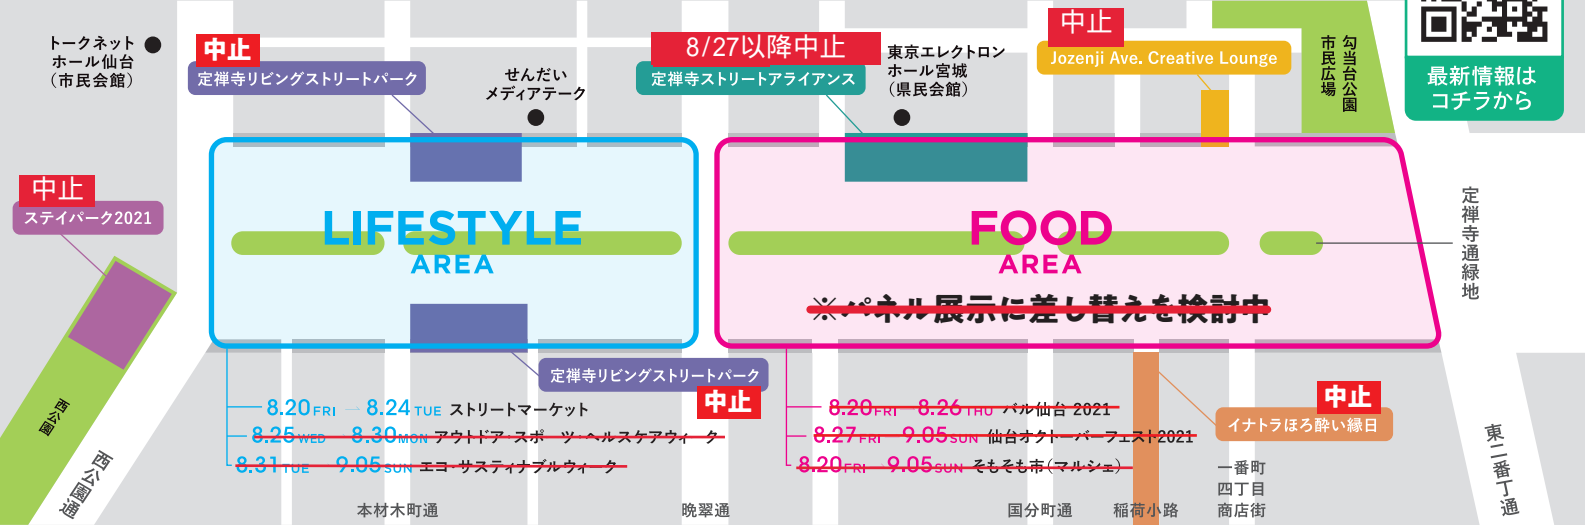 トークネット
ホール仙台
（市民会館）
中止
定禅寺リビングストリートパーク
せんだい
メディアテーク
8/27以降中止
定禅寺ストリートアライアンス
東京エレクトロン
ホール宮城
（県民会館）
中止
Jozenji Ave. Creative Lounge
勾当台公園
市民広場
最新情報は
コチラから
中止
ステイパーク2021
LIFESTYLE
AREA
FOOD
AREA
※パネル展示に差し替えを検討中
定禅寺通緑地
定禅寺リビングストリートパーク
中止
8.20 FRI — 8.24 TUE ストリートマーケット
8.25 WED — 8.30 MON アウトドア・スポーツ・ヘルスケアウィーク
8.31 TUE — 9.05 SUN エコ・サスティナブルウィーク
8.20 FRI — 8.26 THU バル仙台 2021
8.27 FRI — 9.05 SUN 仙台オクトーバーフェスト2021
8.20 FRI — 9.05 SUN そもそも市（マルシェ）
中止
イナトラほろ酔い縁日
西公園
西公園通
本材木町通
晩翠通
国分町通
稲荷小路
一番町
四丁目
商店街
東二番丁通